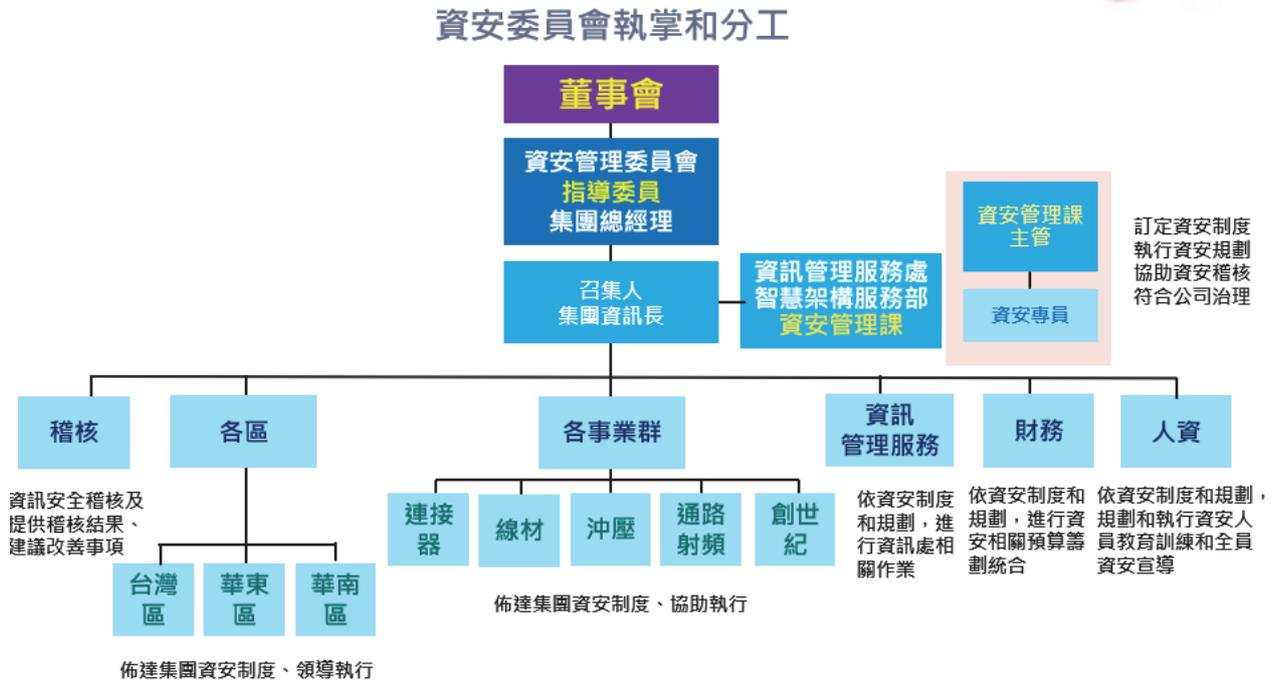 資安委員會執掌和分工
董事會
資安管理委員會
指導委員
集團總經理
召集人
集團資訊長
資訊管理服務處
智慧架構服務部
資安管理課
資安管理課
主管
資安專員
訂定資安制度
執行資安規劃
協助資安稽核
符合公司治理
稽核
各區
各事業群
資訊
管理服務
財務
人資
資訊安全稽核及
提供稽核結果、
建議改善事項
台灣
區
華東
區
華南
區
佈達集團資安制度、領導執行
連接
器
線材
沖壓
通路
射頻
創世
紀
佈達集團資安制度、協助執行
依資安制度
和規劃，進
行資訊處相
關作業
依資安制度和
規劃，進行資
安相關預算籌
劃統合
依資安制度和規劃，
規劃和執行資安人
員教育訓練和全員
資安宣導